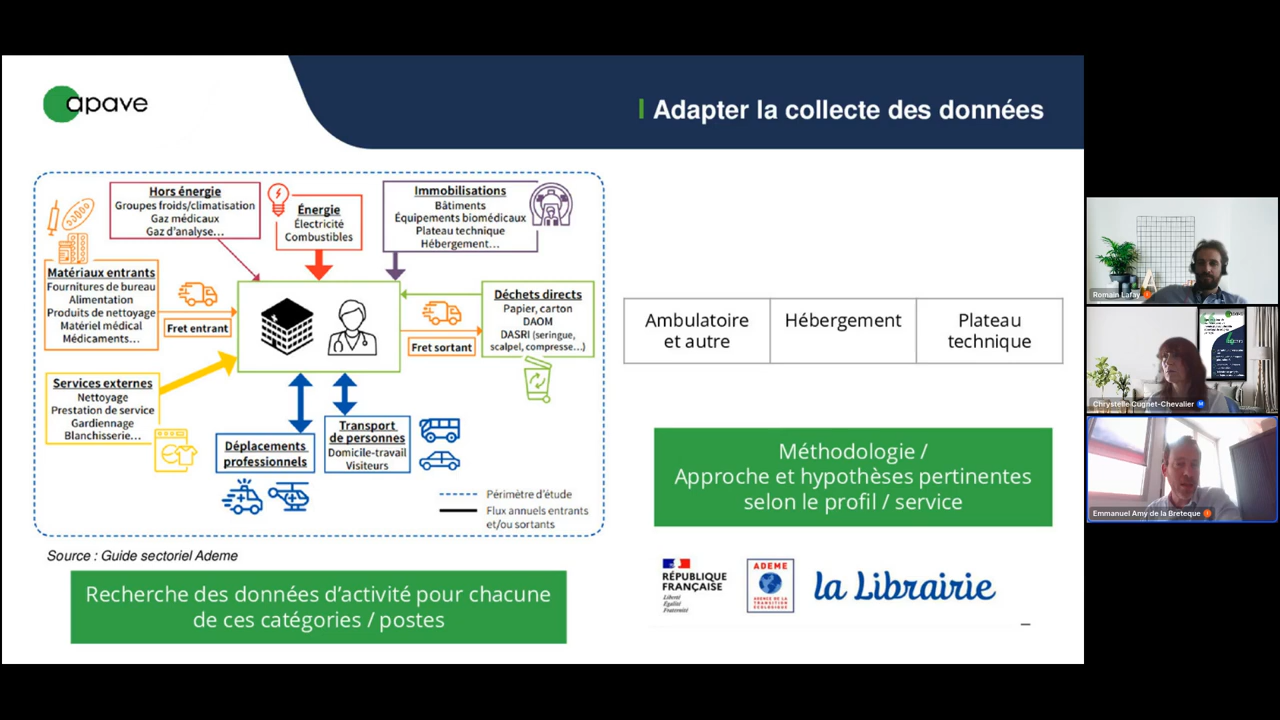 apave
Adapter la collecte des données
Hors énergie
Groupes froids/climatisation
Gaz médicaux
Gaz d'analyse...
Énergie
Électricité
Combustibles
Immobilisations
Bâtiments
Équipements biomédicaux
Plateau technique
Hébergement...
Matériaux entrants
Fournitures de bureau
Alimentation
Produits de nettoyage
Matériel médical
Médicaments...
Fret entrant
Fret sortant
Déchets directs
Papier, carton
DAOM
DASRI (seringue,
scalpel, compresse...)
Services externes
Nettoyage
Prestation de service
Gardiennage
Blanchisserie...
Déplacements
professionnels
Transport
de personnes
Domicile-travail
Visiteurs
Périmètre d'étude
Flux annuels entrants
et/ou sortants
Source : Guide sectoriel Ademe
Recherche des données d'activité pour chacune
de ces catégories / postes
Ambulatoire
et autre
Hébergement
Plateau
technique
Méthodologie /
Approche et hypothèses pertinentes
selon le profil / service
RÉPUBLIQUE
FRANÇAISE
Liberté
Égalité
Fraternité
ADEME
AGENCE DE LA
TRANSITION
ÉCOLOGIQUE
la Librairie
Romain Lafay
Chrystelle Cugnet-Chevalier
Emmanuel Amy de la Breteque